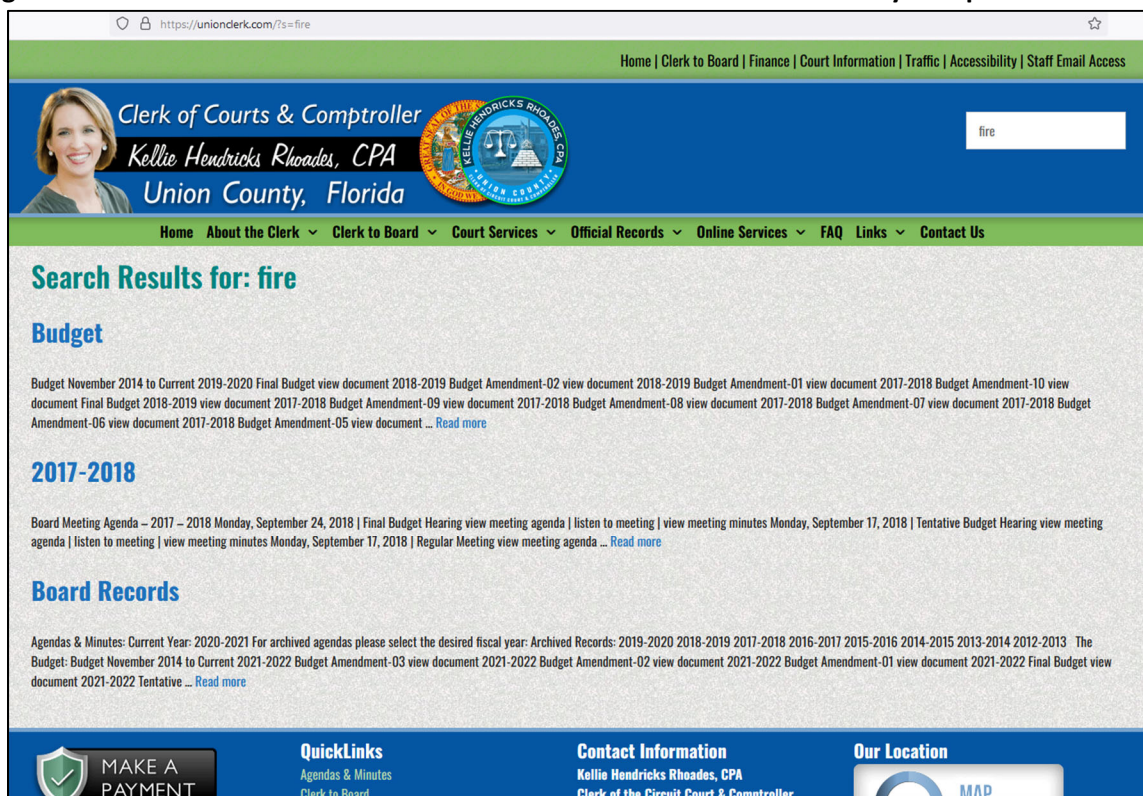 https://unionclerk.com/?s=fire
Home | Clerk to Board | Finance | Court Information | Traffic | Accessibility | Staff Email Access
Clerk of Courts & Comptroller
Kellie Hendricks Rhoades, CPA
Union County, Florida
KELLIE HENDRICKS RHOADES, CPA
UNION COUNTY
fire
Home About the Clerk Clerk to Board Court Services Official Records Online Services FAQ Links Contact Us
Search Results for: fire
Budget
Budget November 2014 to Current 2019-2020 Final Budget view document 2018-2019 Budget Amendment-02 view document 2018-2019 Budget Amendment-01 view document 2017-2018 Budget Amendment-10 view
document Final Budget 2018-2019 view document 2017-2018 Budget Amendment-09 view document 2017-2018 Budget Amendment-08 view document 2017-2018 Budget Amendment-07 view document 2017-2018 Budget
Amendment-06 view document 2017-2018 Budget Amendment-05 view document ... Read more
2017-2018
Board Meeting Agenda – 2017 – 2018 Monday, September 24, 2018 | Final Budget Hearing view meeting agenda | listen to meeting | view meeting minutes Monday, September 17, 2018 | Tentative Budget Hearing view meeting
agenda | listen to meeting | view meeting minutes Monday, September 17, 2018 | Regular Meeting view meeting agenda ... Read more
Board Records
Agendas & Minutes: Current Year: 2020-2021 For archived agendas please select the desired fiscal year: Archived Records: 2019-2020 2018-2019 2017-2018 2016-2017 2015-2016 2014-2015 2013-2014 2012-2013 The
Budget: Budget November 2014 to Current 2021-2022 Budget Amendment-03 view document 2021-2022 Budget Amendment-02 view document 2021-2022 Budget Amendment-01 view document 2021-2022 Final Budget view
document 2021-2022 Tentative ... Read more
MAKE A
PAYMENT
QuickLinks
Agendas & Minutes
Clerk to Board
Contact Information
Kellie Hendricks Rhoades, CPA
Clerk of the Circuit Court & Comptroller
Our Location
MAP